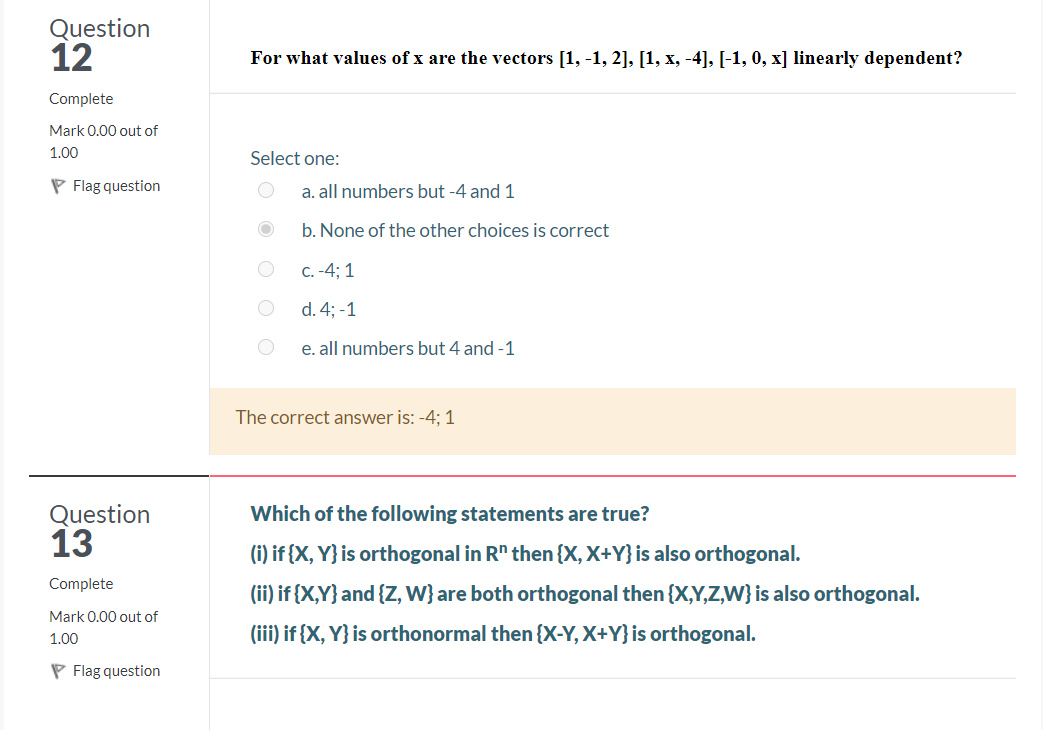 Question
12
Complete
Mark 0.00 out of
1.00
Flag question
For what values of x are the vectors [1, -1, 2], [1, x, -4], [-1, 0, x] linearly dependent?
Select one:
a. all numbers but -4 and 1
b. None of the other choices is correct
c. -4; 1
d. 4; -1
e. all numbers but 4 and -1
The correct answer is: -4; 1
Question
13
Complete
Mark 0.00 out of
1.00
Flag question
Which of the following statements are true?
(i) if {X, Y} is orthogonal in Rⁿ then {X, X+Y} is also orthogonal.
(ii) if {X,Y} and {Z, W} are both orthogonal then {X,Y,Z,W} is also orthogonal.
(iii) if {X, Y} is orthonormal then {X-Y, X+Y} is orthogonal.